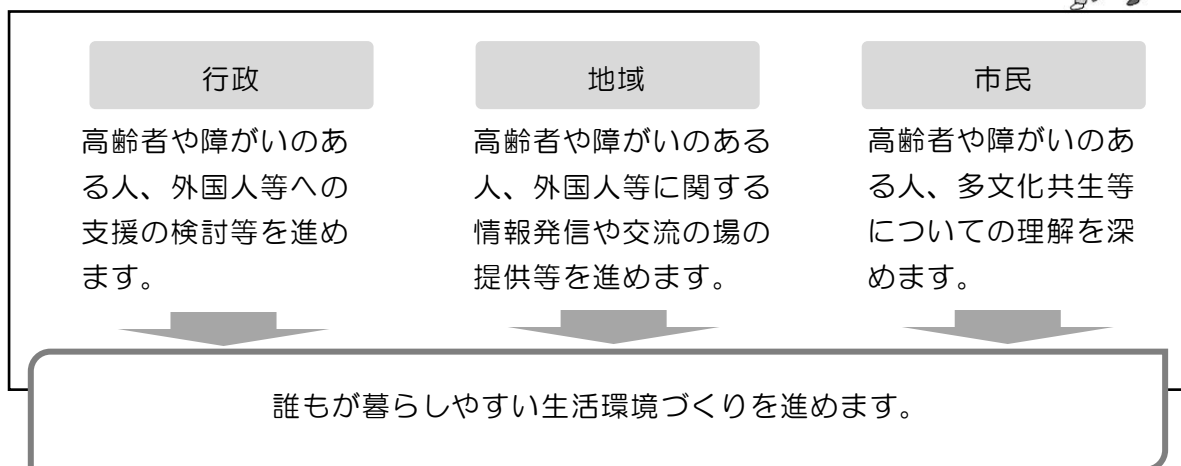 行政
高齢者や障がいのあ
る人、外国人等への
支援の検討等を進め
ます。
地域
高齢者や障がいのある
人、外国人等に関する
情報発信や交流の場の
提供等を進めます。
市民
高齢者や障がいのあ
る人、多文化共生等
についての理解を深
めます。
誰もが暮らしやすい生活環境づくりを進めます。